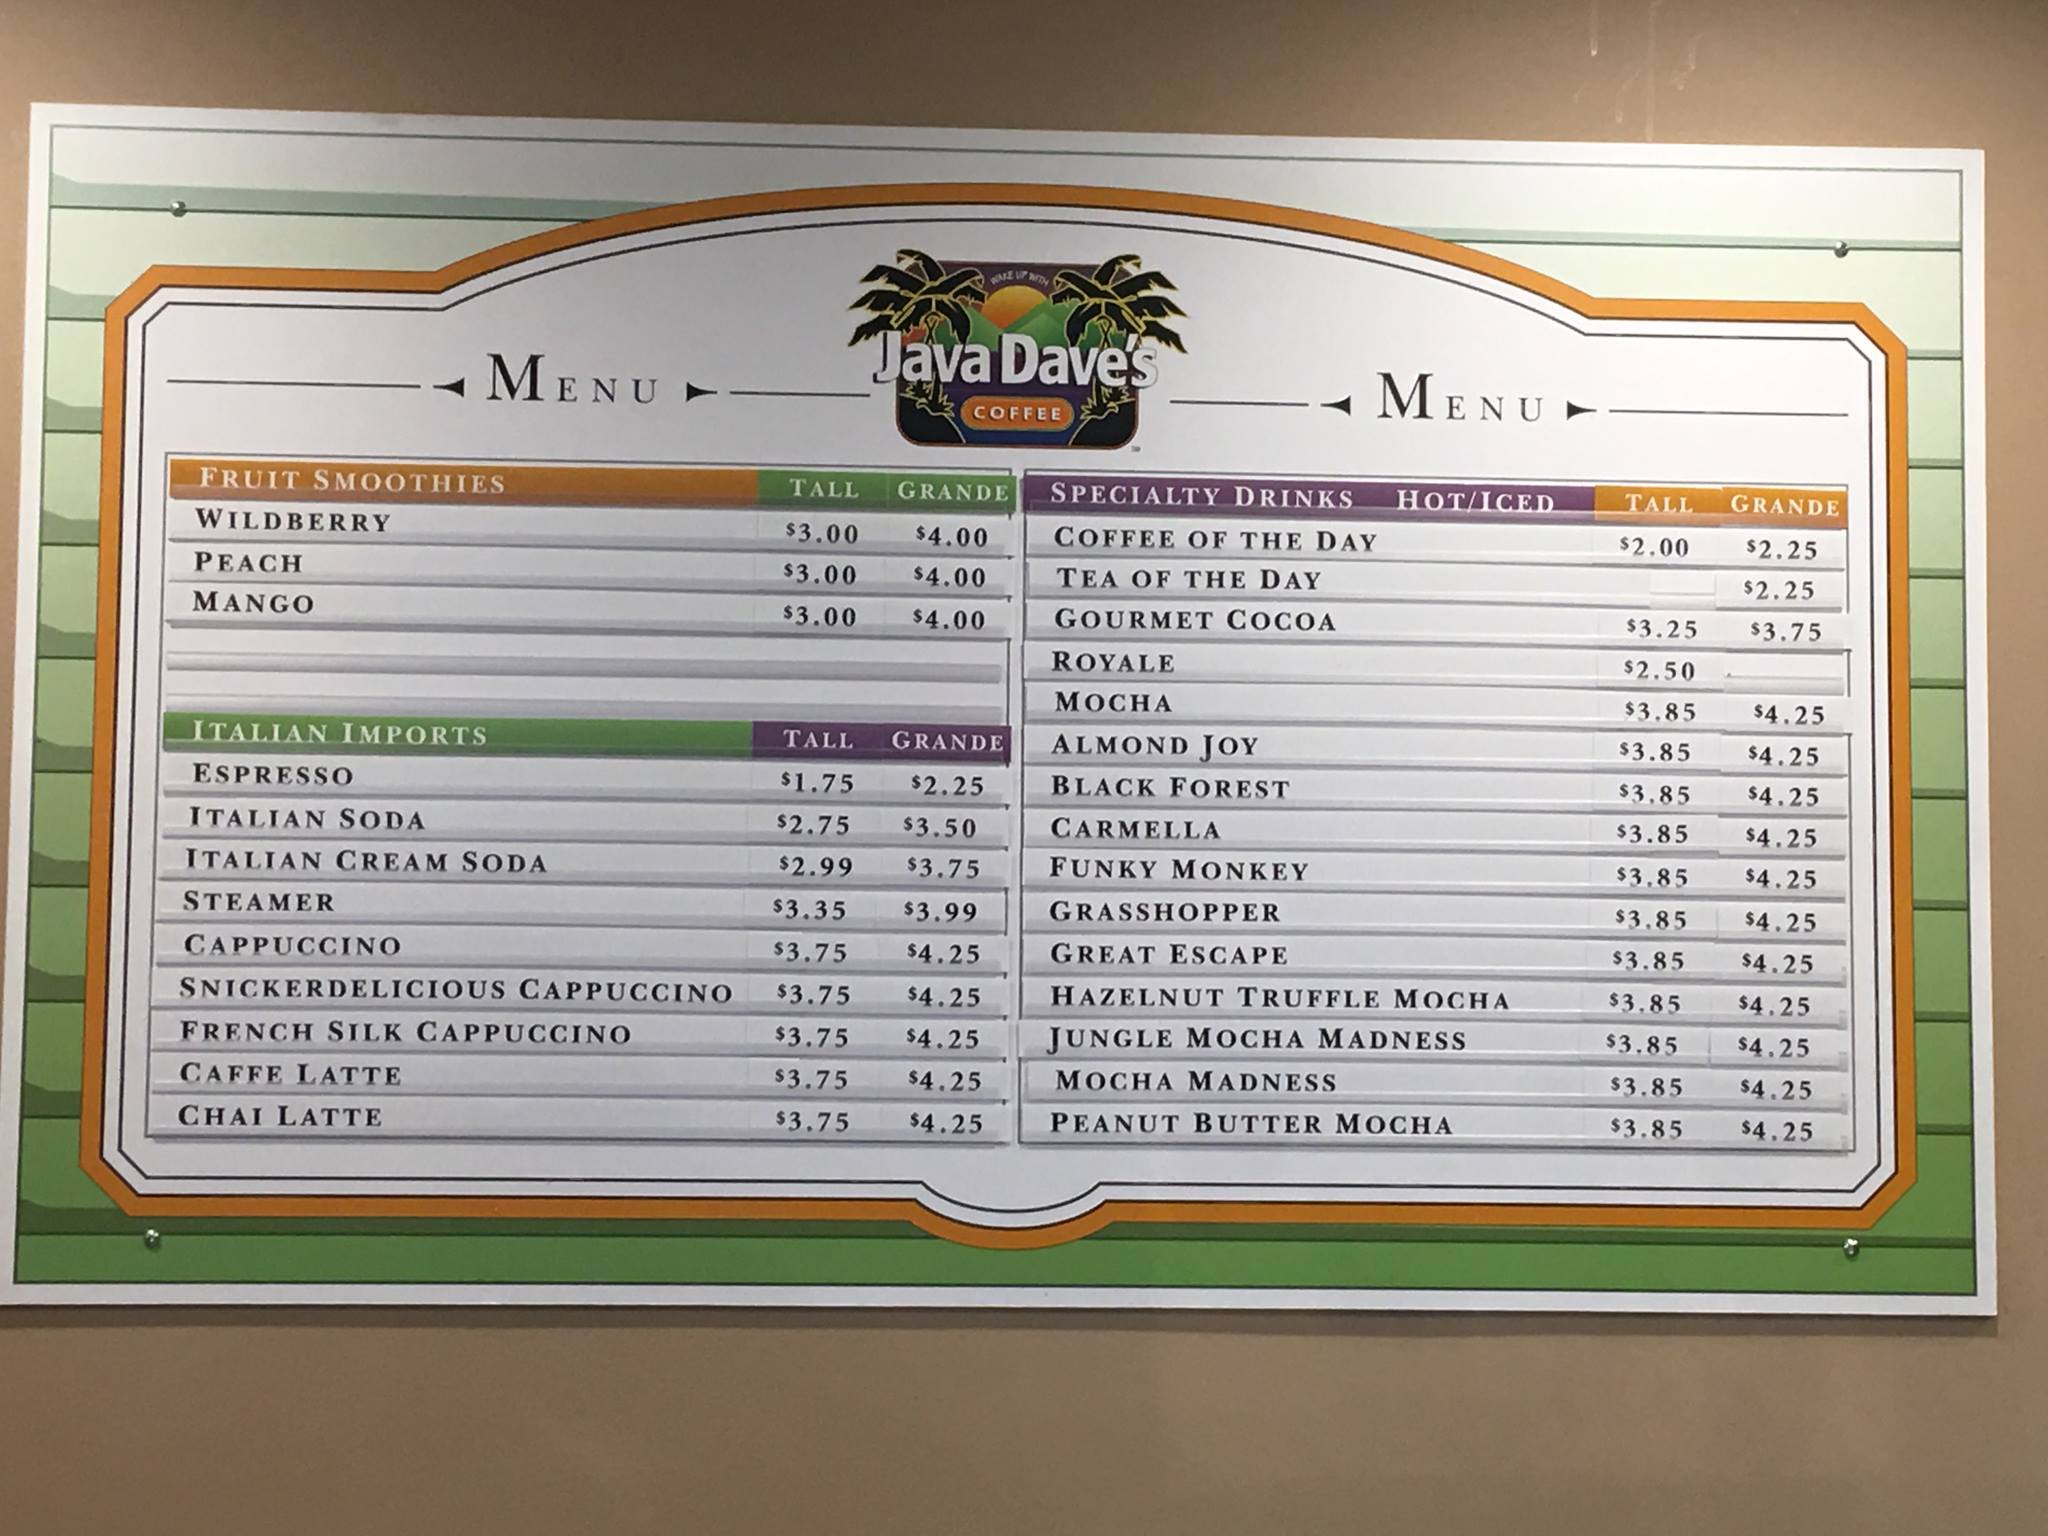 WAKE UP WITH
Java Dave's
COFFEE
MENU
MENU
FRUIT SMOOTHIES TALL GRANDE
WILDBERRY $3.00 $4.00
PEACH $3.00 $4.00
MANGO $3.00 $4.00
ITALIAN IMPORTS TALL GRANDE
ESPRESSO $1.75 $2.25
ITALIAN SODA $2.75 $3.50
ITALIAN CREAM SODA $2.99 $3.75
STEAMER $3.35 $3.99
CAPPUCCINO $3.75 $4.25
SNICKERDELICIOUS CAPPUCCINO $3.75 $4.25
FRENCH SILK CAPPUCCINO $3.75 $4.25
CAFFE LATTE $3.75 $4.25
CHAI LATTE $3.75 $4.25
SPECIALTY DRINKS HOT/ICED TALL GRANDE
COFFEE OF THE DAY $2.00 $2.25
TEA OF THE DAY $2.25
GOURMET COCOA $3.25 $3.75
ROYALE $2.50
MOCHA $3.85 $4.25
ALMOND JOY $3.85 $4.25
BLACK FOREST $3.85 $4.25
CARMELLA $3.85 $4.25
FUNKY MONKEY $3.85 $4.25
GRASSHOPPER $3.85 $4.25
GREAT ESCAPE $3.85 $4.25
HAZELNUT TRUFFLE MOCHA $3.85 $4.25
JUNGLE MOCHA MADNESS $3.85 $4.25
MOCHA MADNESS $3.85 $4.25
PEANUT BUTTER MOCHA $3.85 $4.25